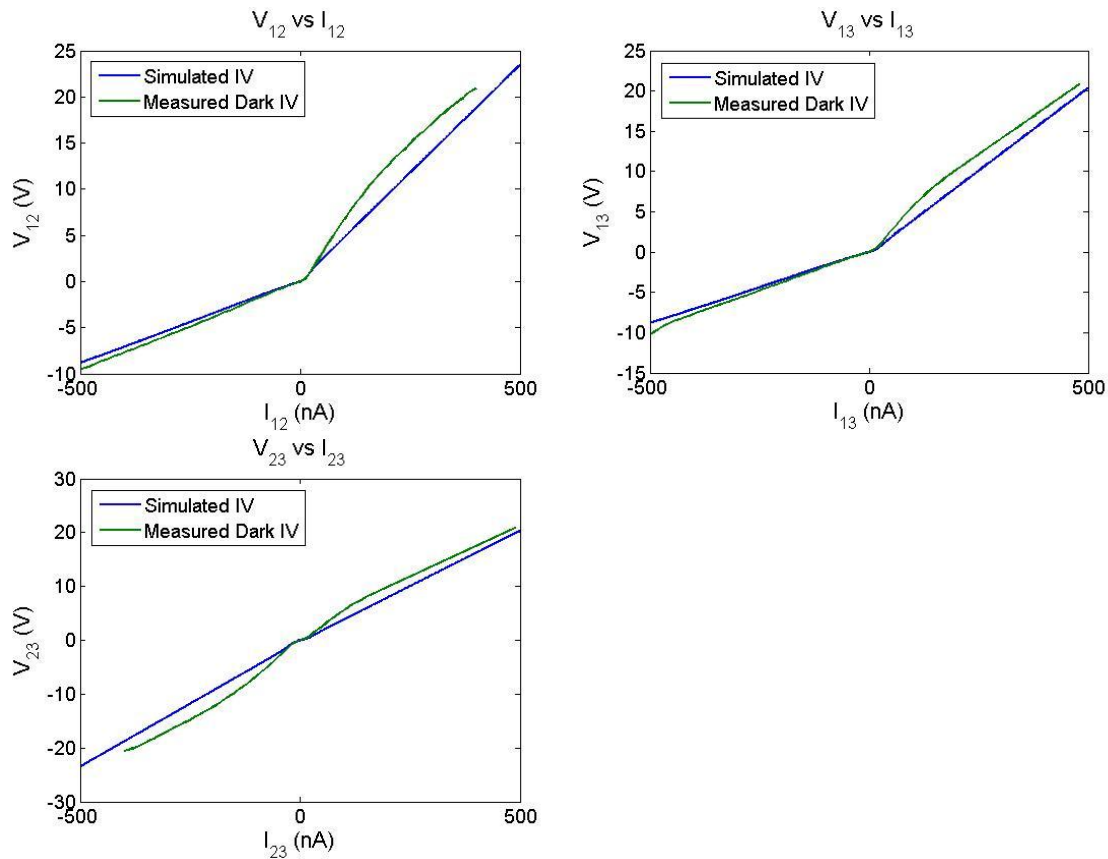 V12 vs I12
25
20
15
10
5
0
-5
-10
Simulated IV
Measured Dark IV
V12 (V)
-500 0 500
I12 (nA)
V13 vs I13
25
20
15
10
5
0
-5
-10
-15
Simulated IV
Measured Dark IV
V13 (V)
-500 0 500
I13 (nA)
V23 vs I23
30
20
10
0
-10
-20
-30
Simulated IV
Measured Dark IV
V23 (V)
-500 0 500
I23 (nA)